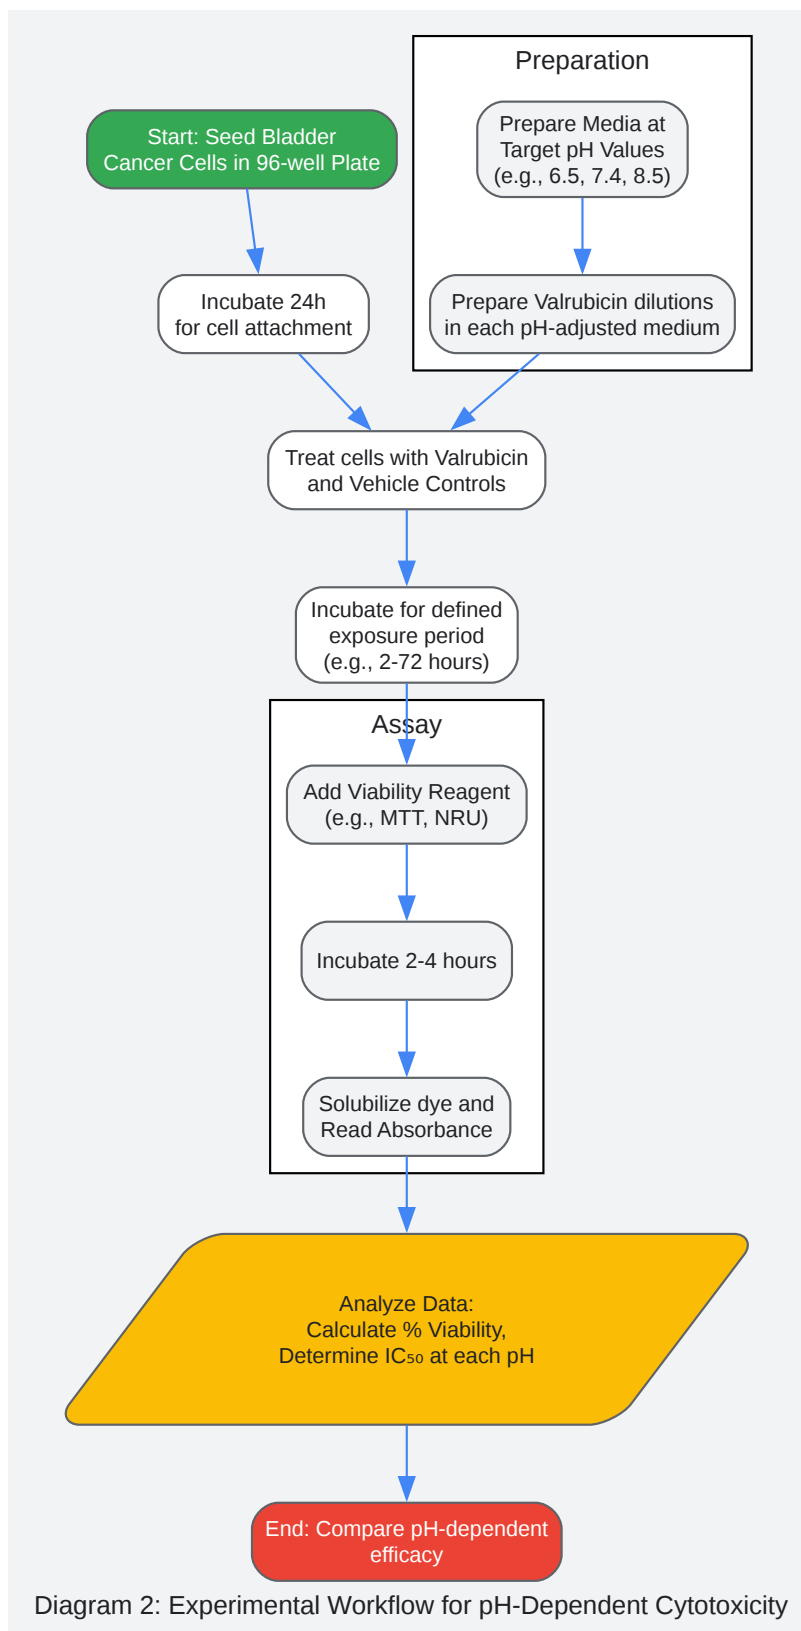 Preparation
Start: Seed Bladder
Cancer Cells in 96-well Plate
Prepare Media at
Target pH Values
(e.g., 6.5, 7.4, 8.5)
Incubate 24h
for cell attachment
Prepare Valrubicin dilutions
in each pH-adjusted medium
Treat cells with Valrubicin
and Vehicle Controls
Incubate for defined
exposure period
(e.g., 2-72 hours)
Assay
Add Viability Reagent
(e.g., MTT, NRU)
Incubate 2-4 hours
Solubilize dye and
Read Absorbance
Analyze Data:
Calculate % Viability,
Determine IC₅₀ at each pH
End: Compare pH-dependent
efficacy
Diagram 2: Experimental Workflow for pH-Dependent Cytotoxicity